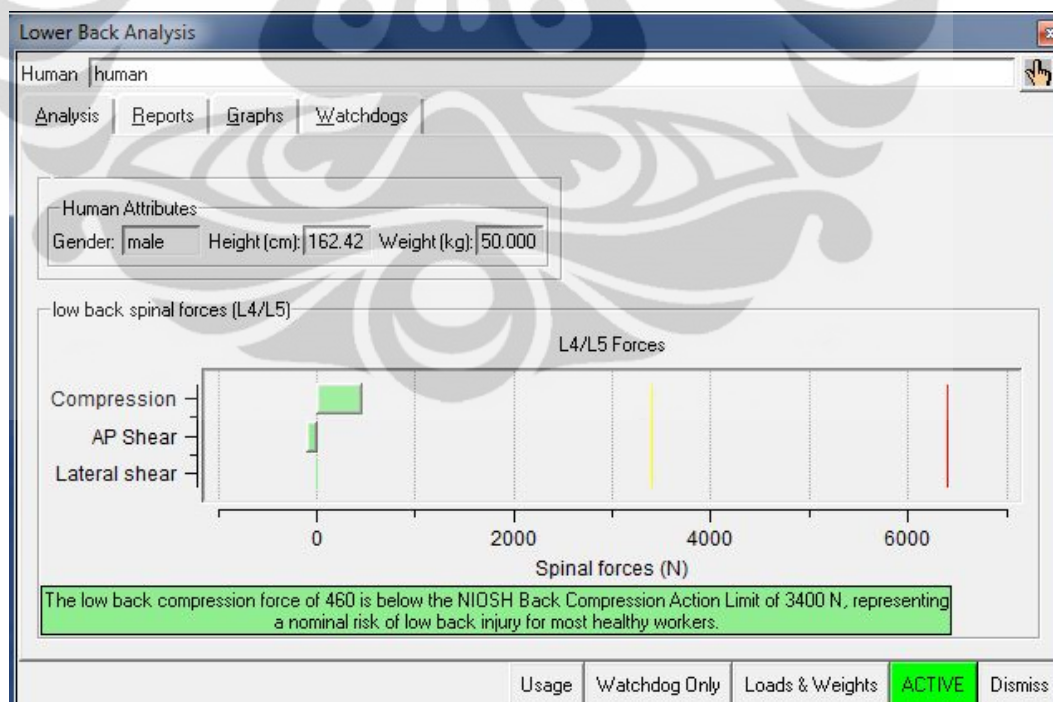 Lower Back Analysis
Human human
Analysis Reports Graphs Watchdogs
Human Attributes
Gender: male Height (cm): 162.42 Weight (kg): 50.000
low back spinal forces (L4/L5)
L4/L5 Forces
Compression
AP Shear
Lateral shear
0 2000 4000 6000
Spinal forces (N)
The low back compression force of 460 is below the NIOSH Back Compression Action Limit of 3400 N, representing
a nominal risk of low back injury for most healthy workers.
Usage Watchdog Only Loads & Weights ACTIVE Dismiss